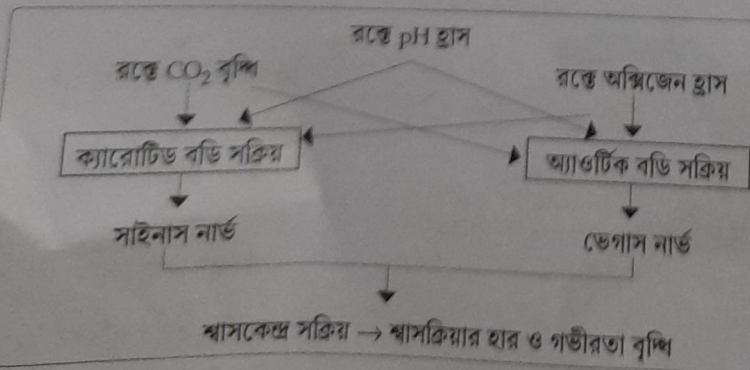 রক্তে pH হ্রাস
রক্তে CO₂ বৃদ্ধি
রক্তে অক্সিজেন হ্রাস
ক্যারোটিড বডি সক্রিয়
অ্যাওর্টিক বডি সক্রিয়
সাইনাস নার্ভ
ভেগাস নার্ভ
শ্বাসকেন্দ্র সক্রিয় → শ্বাসক্রিয়ার হার ও গভীরতা বৃদ্ধি